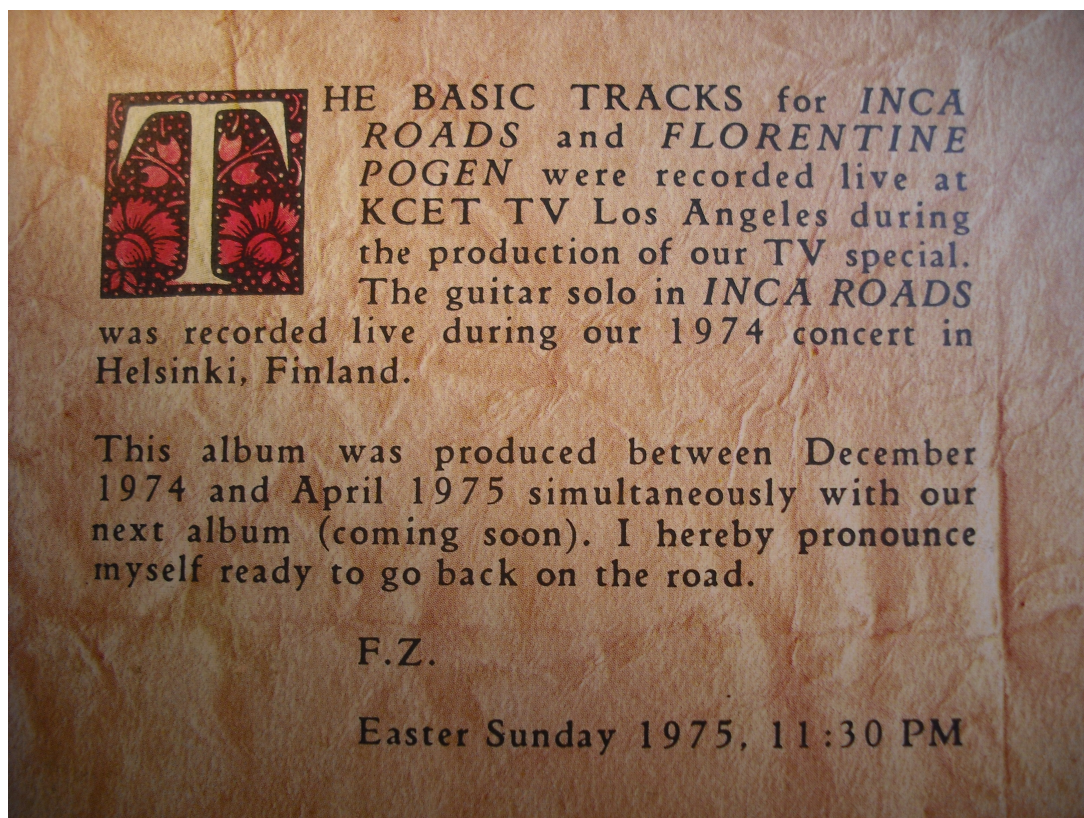 THE BASIC TRACKS for INCA
ROADS and FLORENTINE
POGEN were recorded live at
KCET TV Los Angeles during
the production of our TV special.
The guitar solo in INCA ROADS
was recorded live during our 1974 concert in
Helsinki, Finland.
This album was produced between December
1974 and April 1975 simultaneously with our
next album (coming soon). I hereby pronounce
myself ready to go back on the road.
F.Z.
Easter Sunday 1975, 11:30 PM